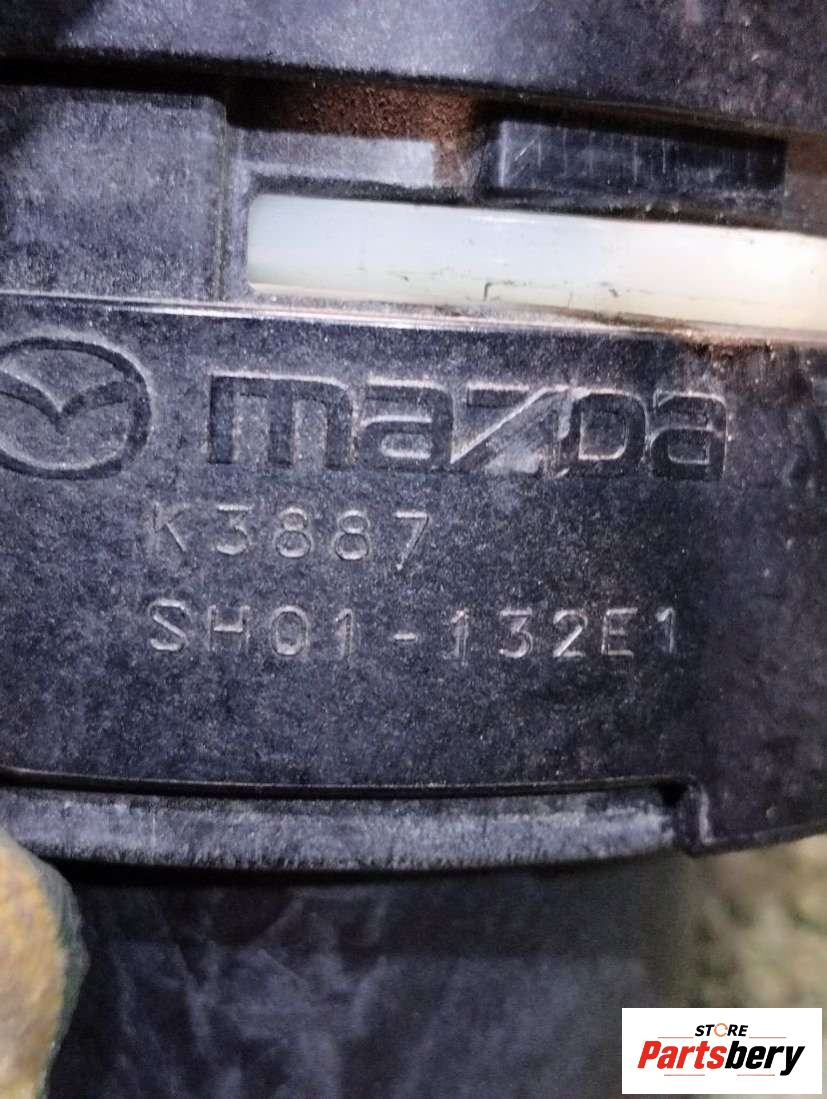 mazda
K3887
SH01-132E1
STORE
Partsbery